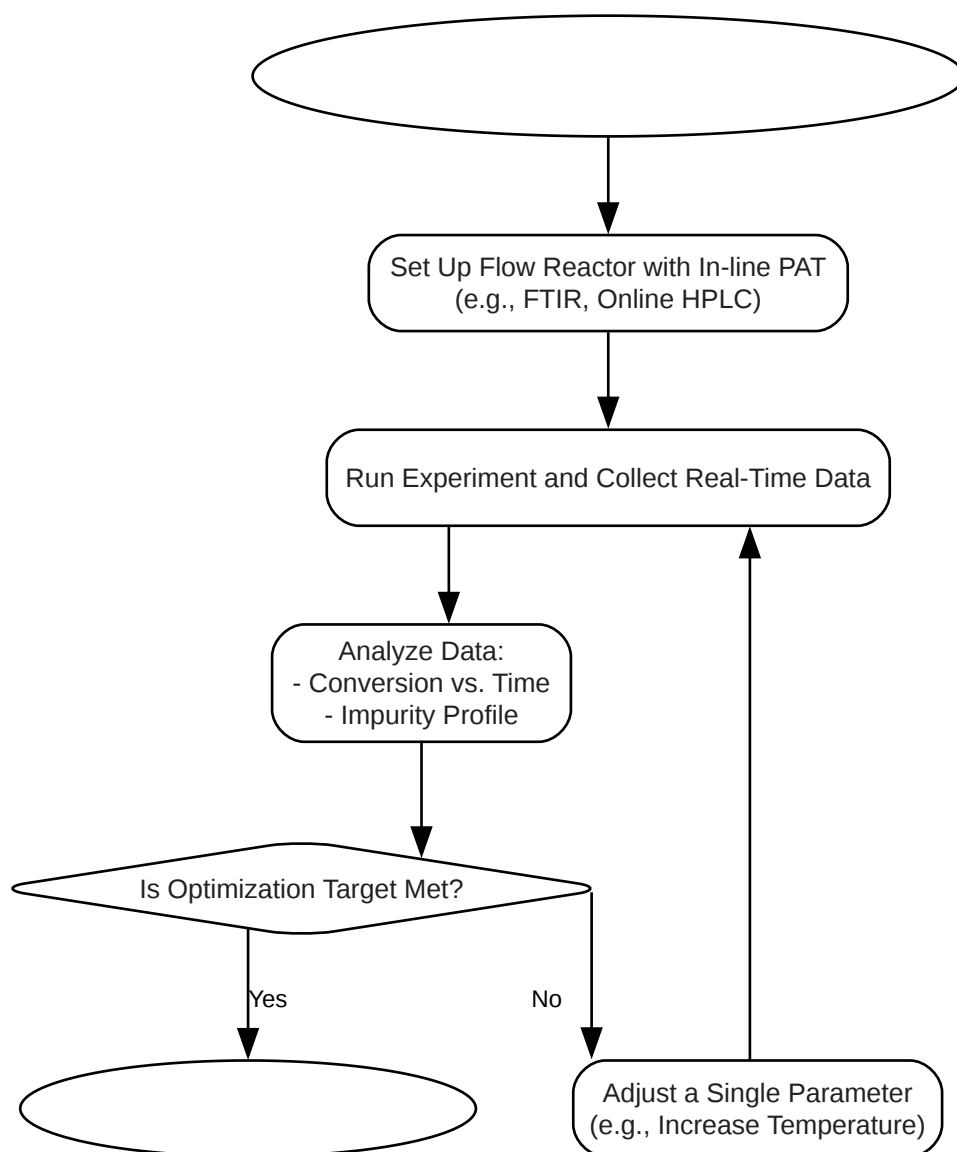 Set Up Flow Reactor with In-line PAT
(e.g., FTIR, Online HPLC)
Run Experiment and Collect Real-Time Data
Analyze Data:
- Conversion vs. Time
- Impurity Profile
Is Optimization Target Met?
Yes
No
Adjust a Single Parameter
(e.g., Increase Temperature)